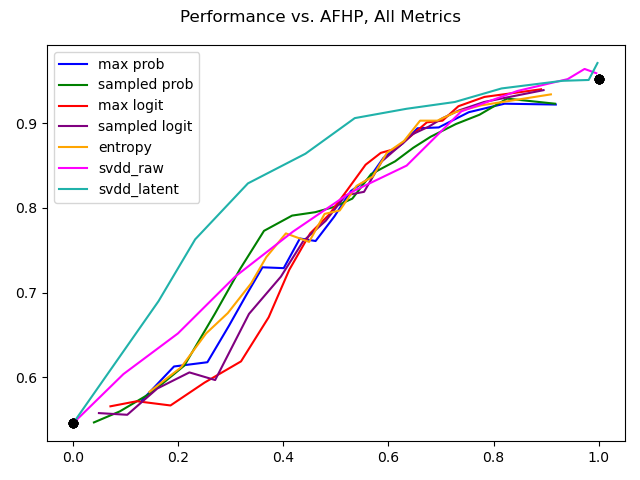 Performance vs. AFHP, All Metrics
max prob
sampled prob
max logit
sampled logit
entropy
svdd_raw
svdd_latent
0.9
0.8
0.7
0.6
0.0 0.2 0.4 0.6 0.8 1.0